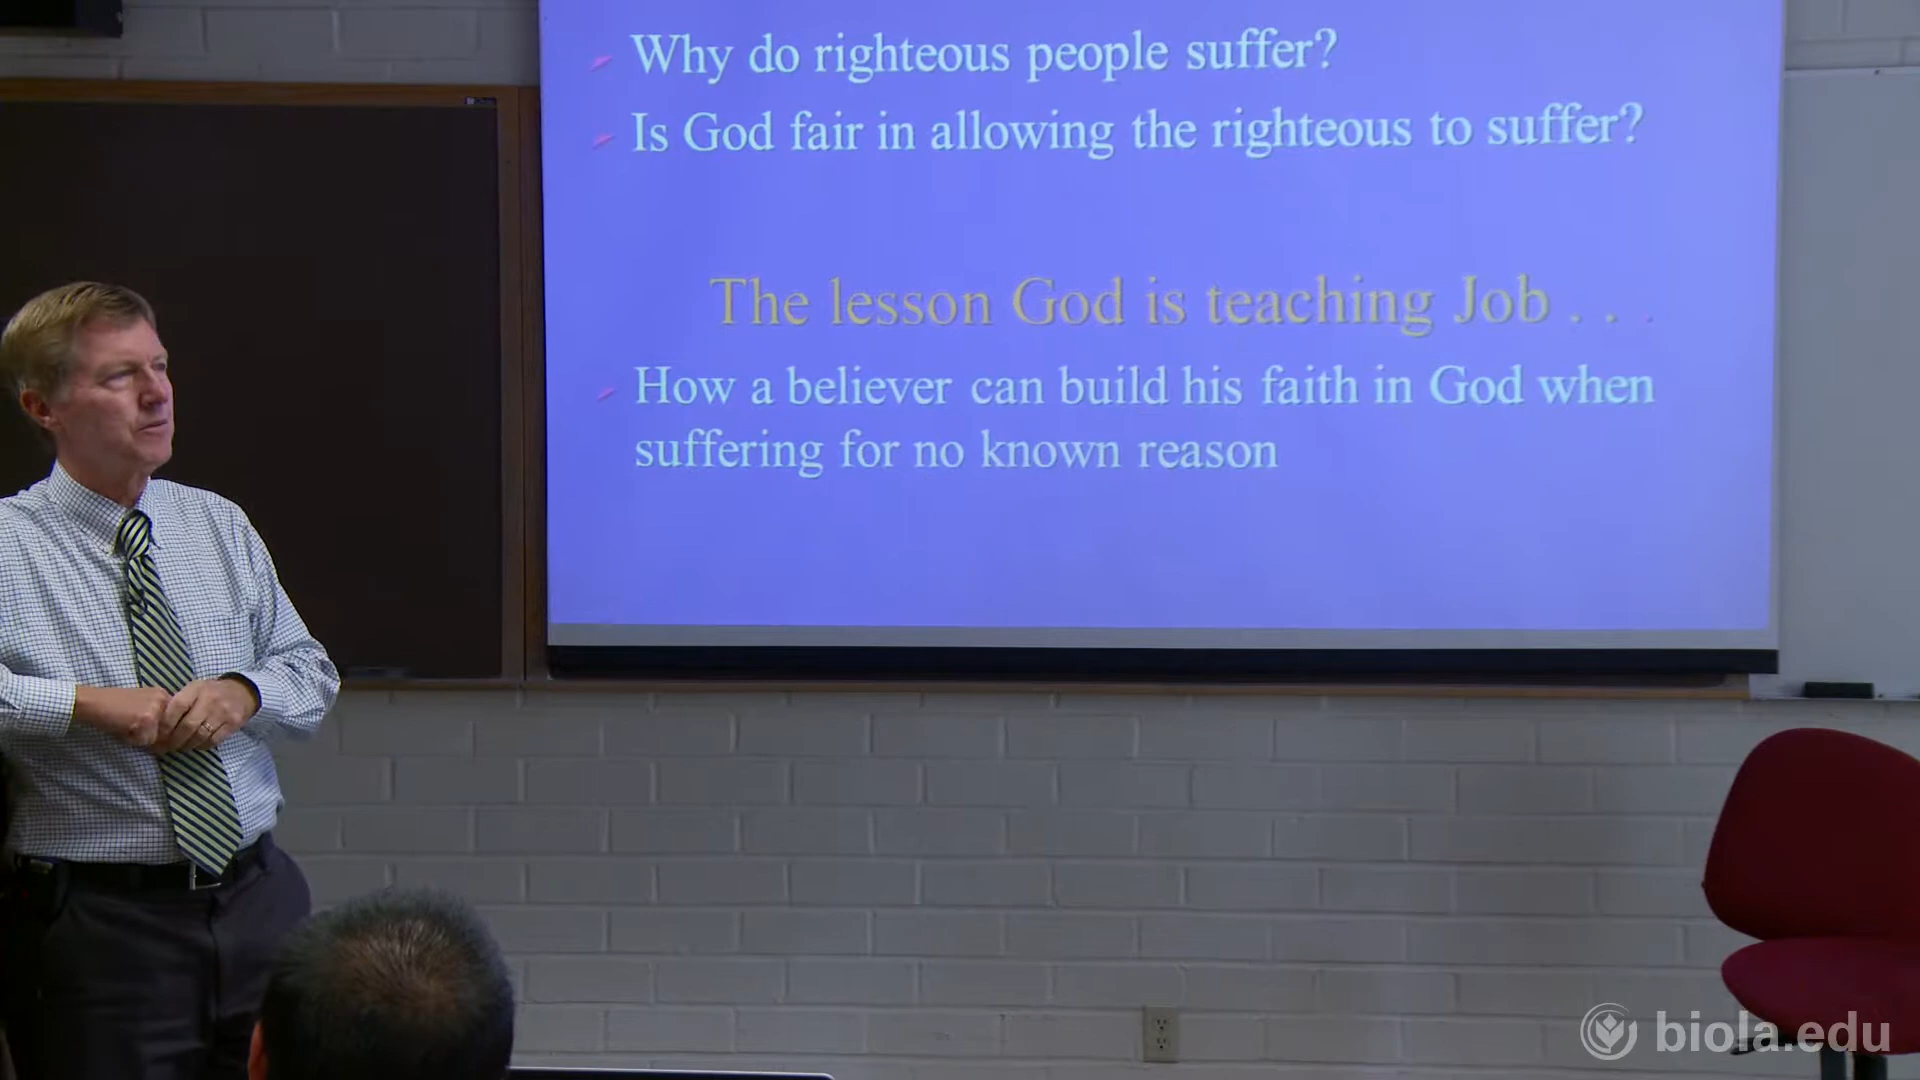 Why do righteous people suffer?
Is God fair in allowing the righteous to suffer?
The lesson God is teaching Job . . .
How a believer can build his faith in God when
suffering for no known reason
biola.edu